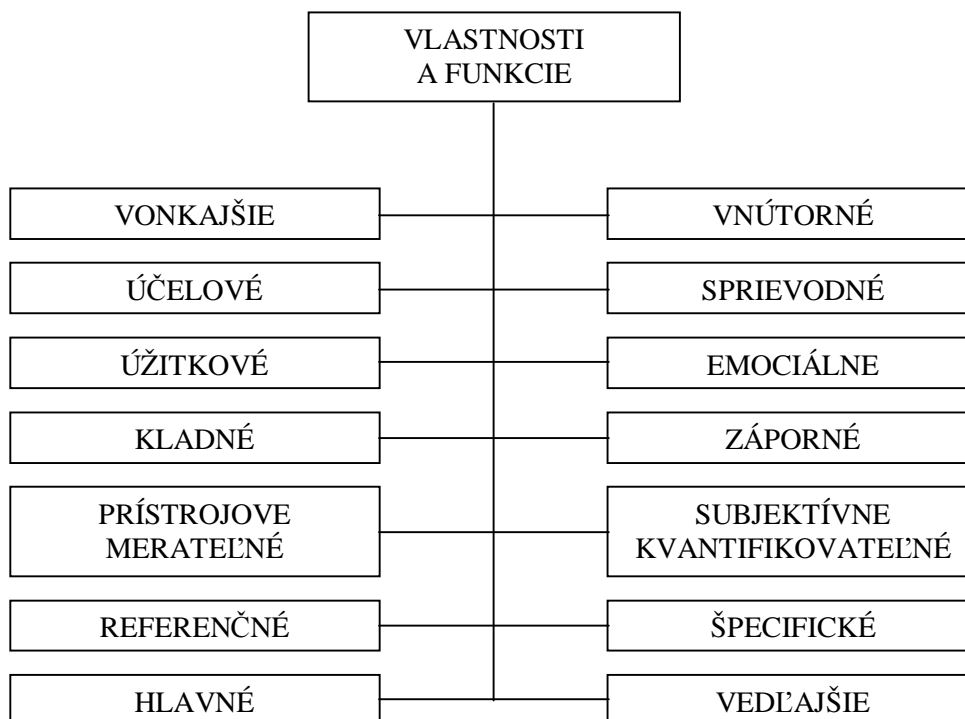 VLASTNOSTI
A FUNKCIE
VONKAJŠIE
VNÚTORNÉ
ÚČELOVÉ
SPRIEVODNÉ
ÚŽITKOVÉ
EMOCIÁLNE
KLADNÉ
ZÁPORNÉ
PRÍSTROJOVE
MERATEĽNÉ
SUBJEKTÍVNE
KVANTIFIKOVATEĽNÉ
REFERENČNÉ
ŠPECIFICKÉ
HLAVNÉ
VEDĽAJŠIE